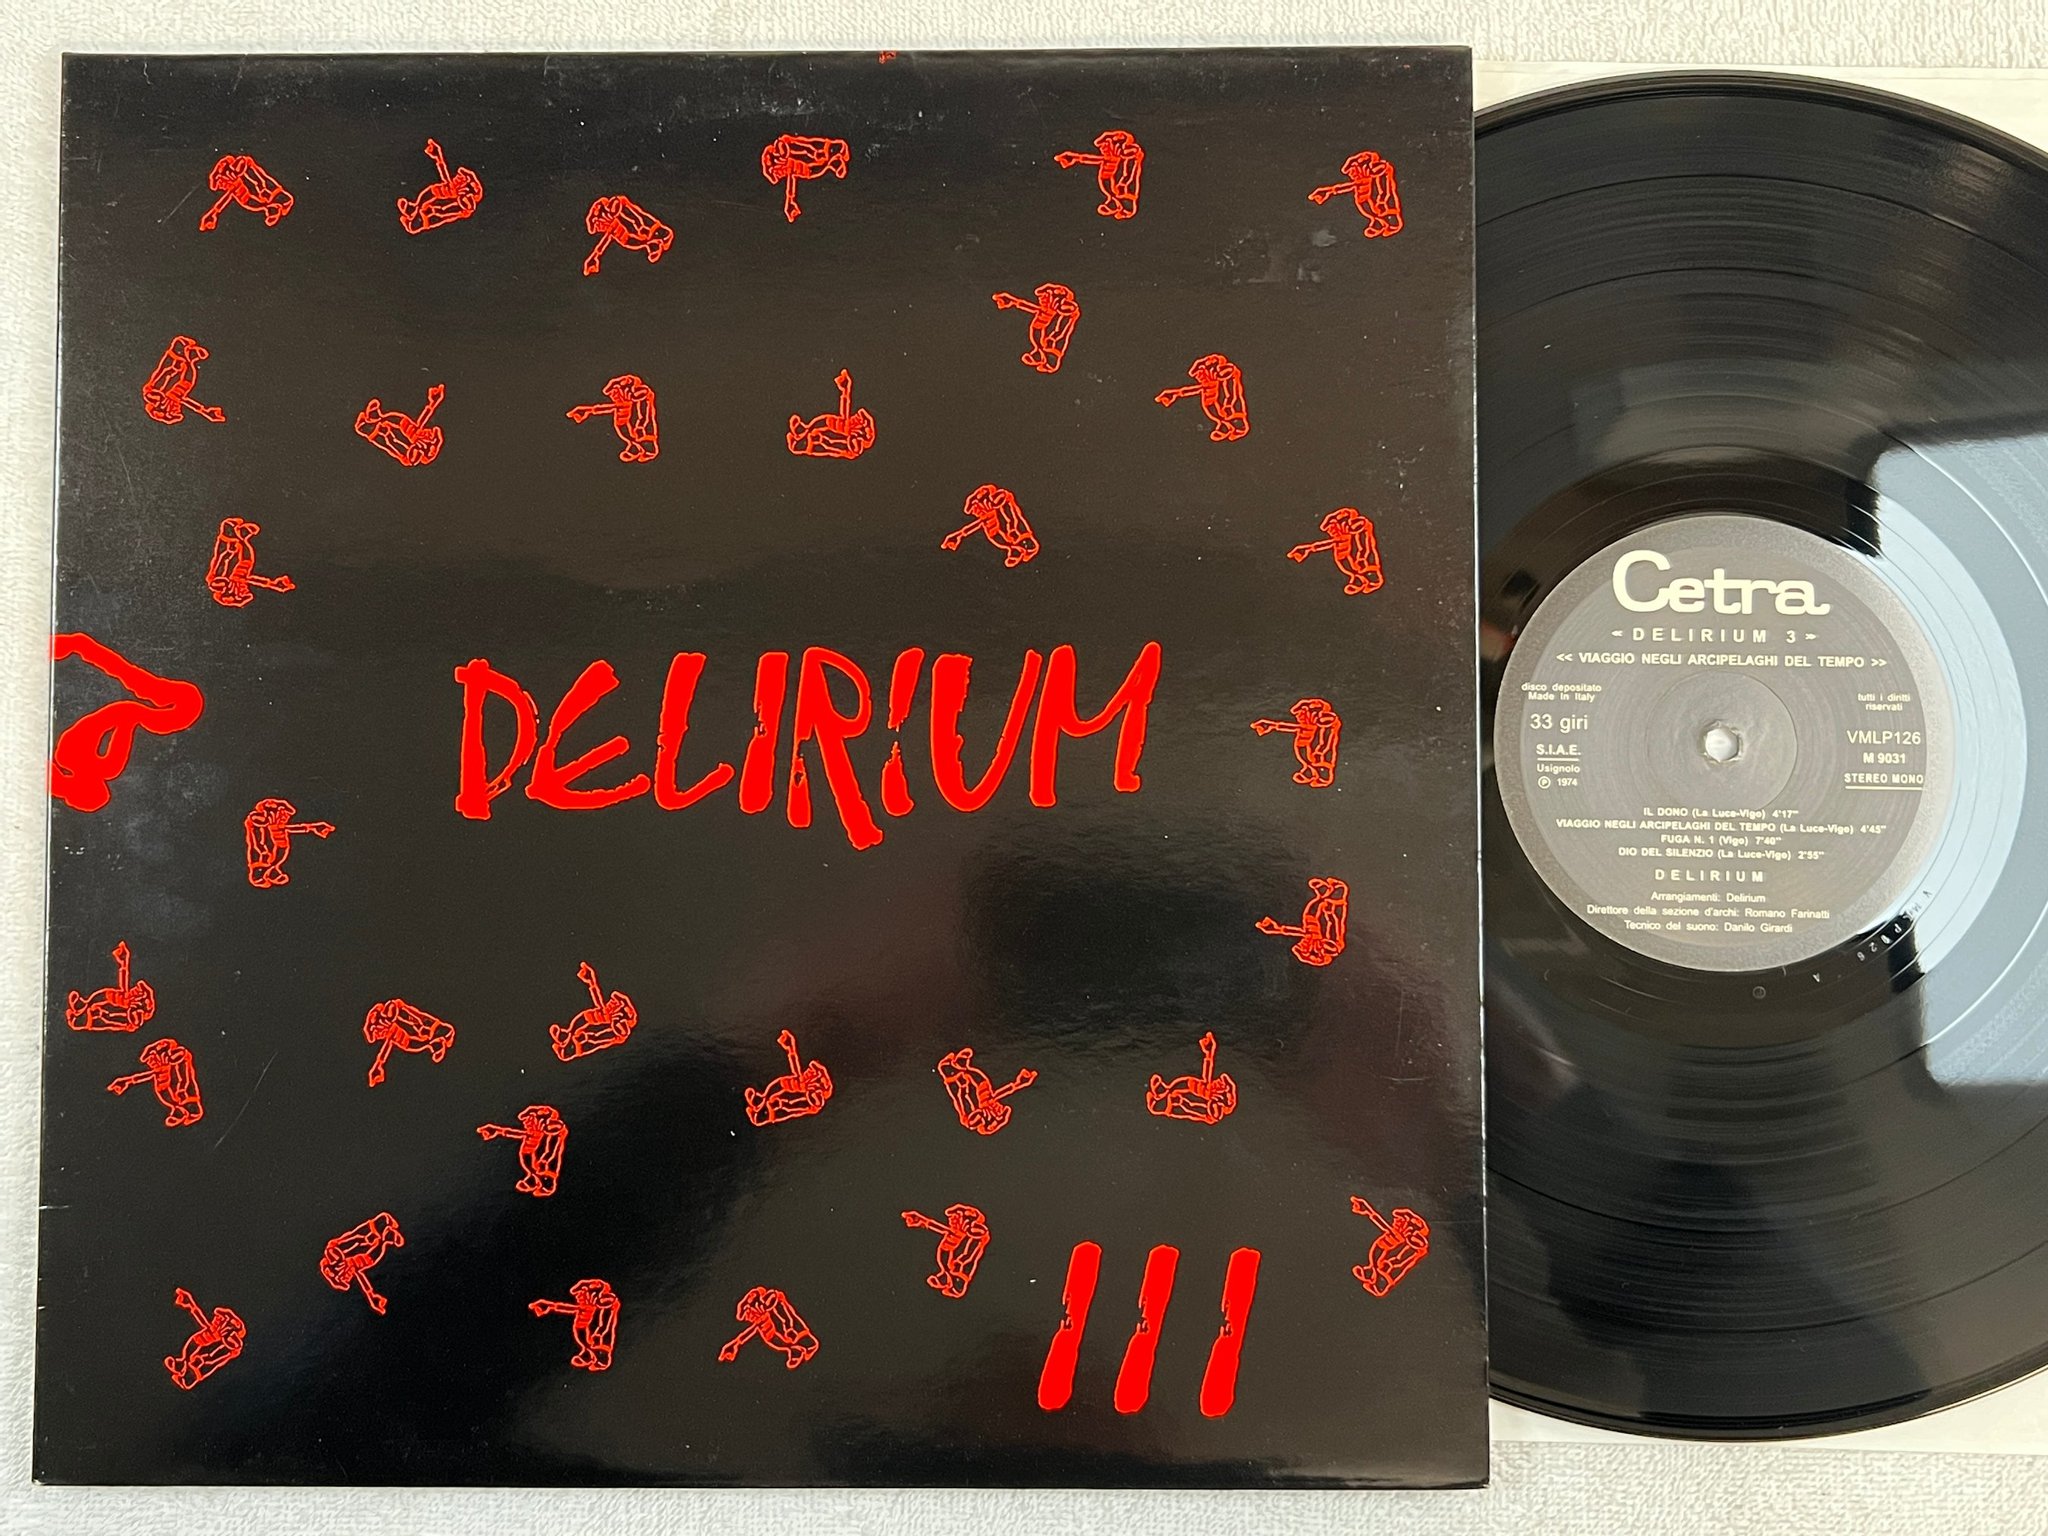 DELIRIUM
III
Cetra
« DELIRIUM 3 »
<< VIAGGIO NEGLI ARCIPELAGHI DEL TEMPO >>
disco depositato
Made in Italy
tutti i diritti
riservati
33 giri
S.I.A.E.
Usignolo
℗ 1974
VMLP126
M 9031
STEREO MONO
IL DONO (La Luce-Vigo) 4'17"
VIAGGIO NEGLI ARCIPELAGHI DEL TEMPO (La Luce-Vigo) 4'45"
FUGA N. 1 (Vigo) 7'40"
DIO DEL SILENZIO (La Luce-Vigo) 2'55"
DELIRIUM
Arrangiamenti: Delirium
Direttore della sezione d'archi: Romano Farinatti
Tecnico del suono: Danilo Girardi